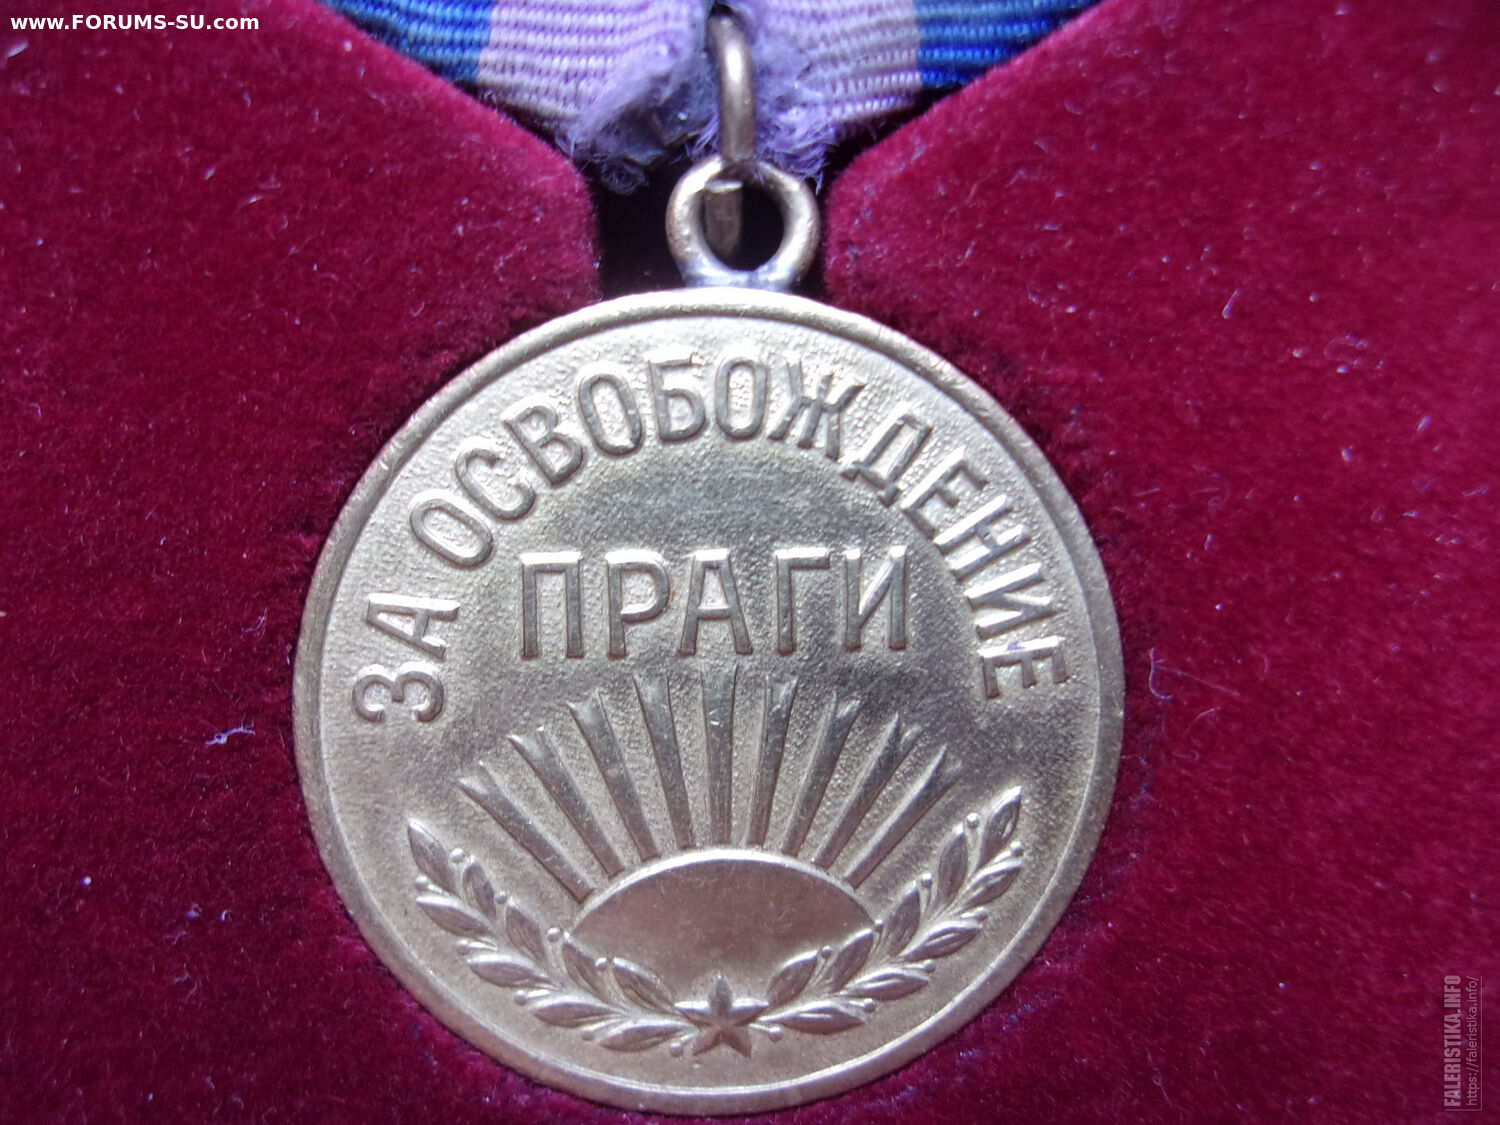 www.FORUMS-SU.com
ЗА ОСВОБОЖДЕНИЕ
ПРАГИ
FALERISTIKA.INFO
https://faleristika.info/